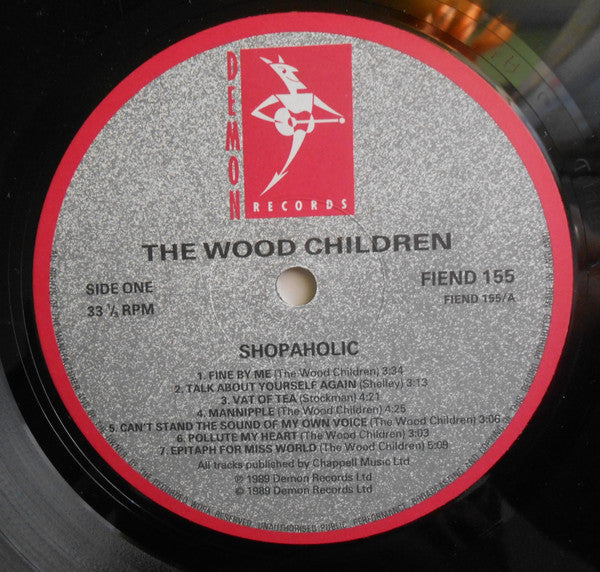 DEMON
RECORDS
THE WOOD CHILDREN
SIDE ONE
33 ⅓ RPM
FIEND 155
FIEND 155/A
SHOPAHOLIC
1. FINE BY ME (The Wood Children) 3:34
2. TALK ABOUT YOURSELF AGAIN (Shelley) 3:13
3. VAT OF TEA (Stockman) 4:21
4. MANNIPPLE (The Wood Children) 4:25
5. CAN'T STAND THE SOUND OF MY OWN VOICE (The Wood Children) 3:06
6. POLLUTE MY HEART (The Wood Children) 3:03
7. EPITAPH FOR MISS WORLD (The Wood Children) 5:09
All tracks published by Chappell Music Ltd
℗ 1989 Demon Records Ltd
© 1989 Demon Records Ltd
WORK RESERVED. UNAUTHORISED PUBLIC PERFORMANCE,